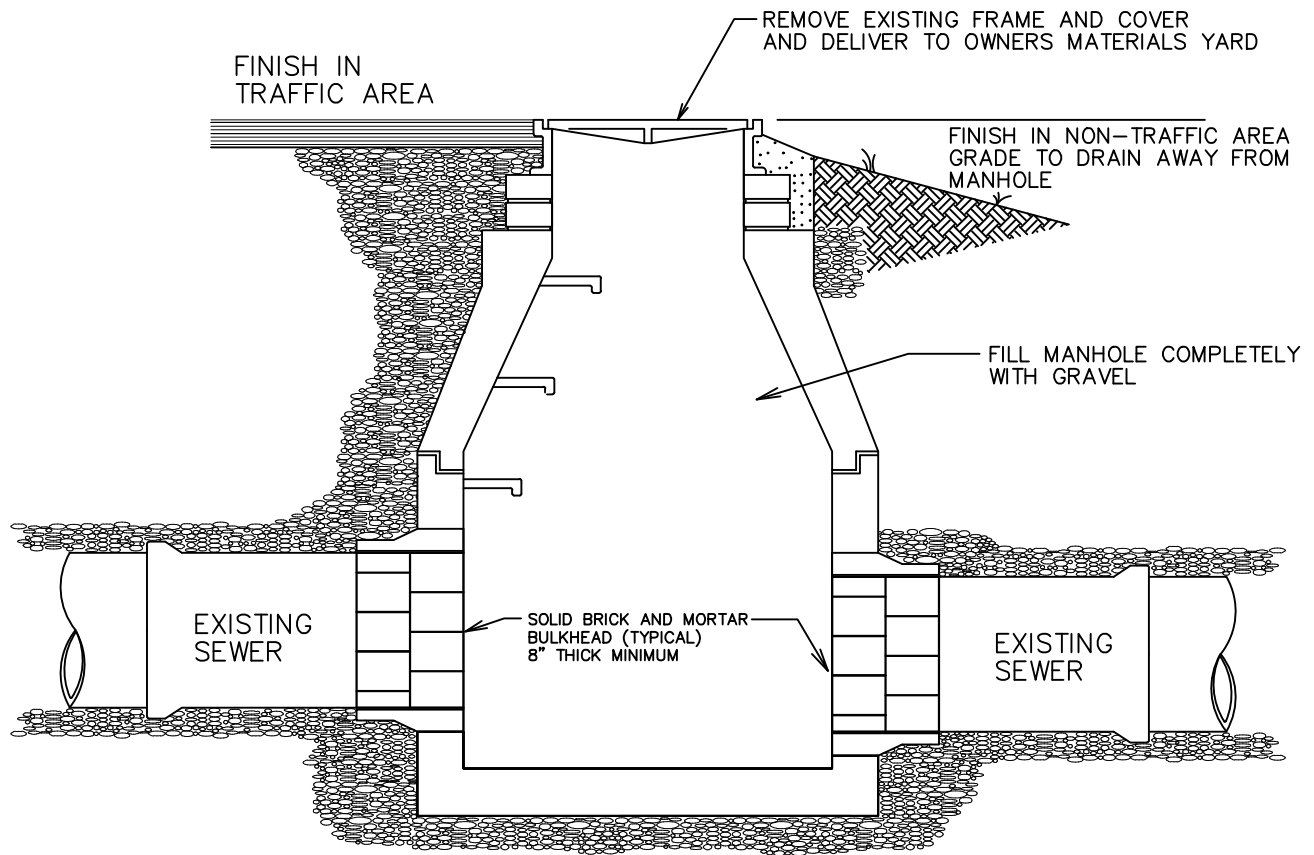 REMOVE EXISTING FRAME AND COVER
AND DELIVER TO OWNERS MATERIALS YARD
FINISH IN
TRAFFIC AREA
FINISH IN NON-TRAFFIC AREA
GRADE TO DRAIN AWAY FROM
MANHOLE
FILL MANHOLE COMPLETELY
WITH GRAVEL
EXISTING
SEWER
SOLID BRICK AND MORTAR
BULKHEAD (TYPICAL)
8" THICK MINIMUM
EXISTING
SEWER